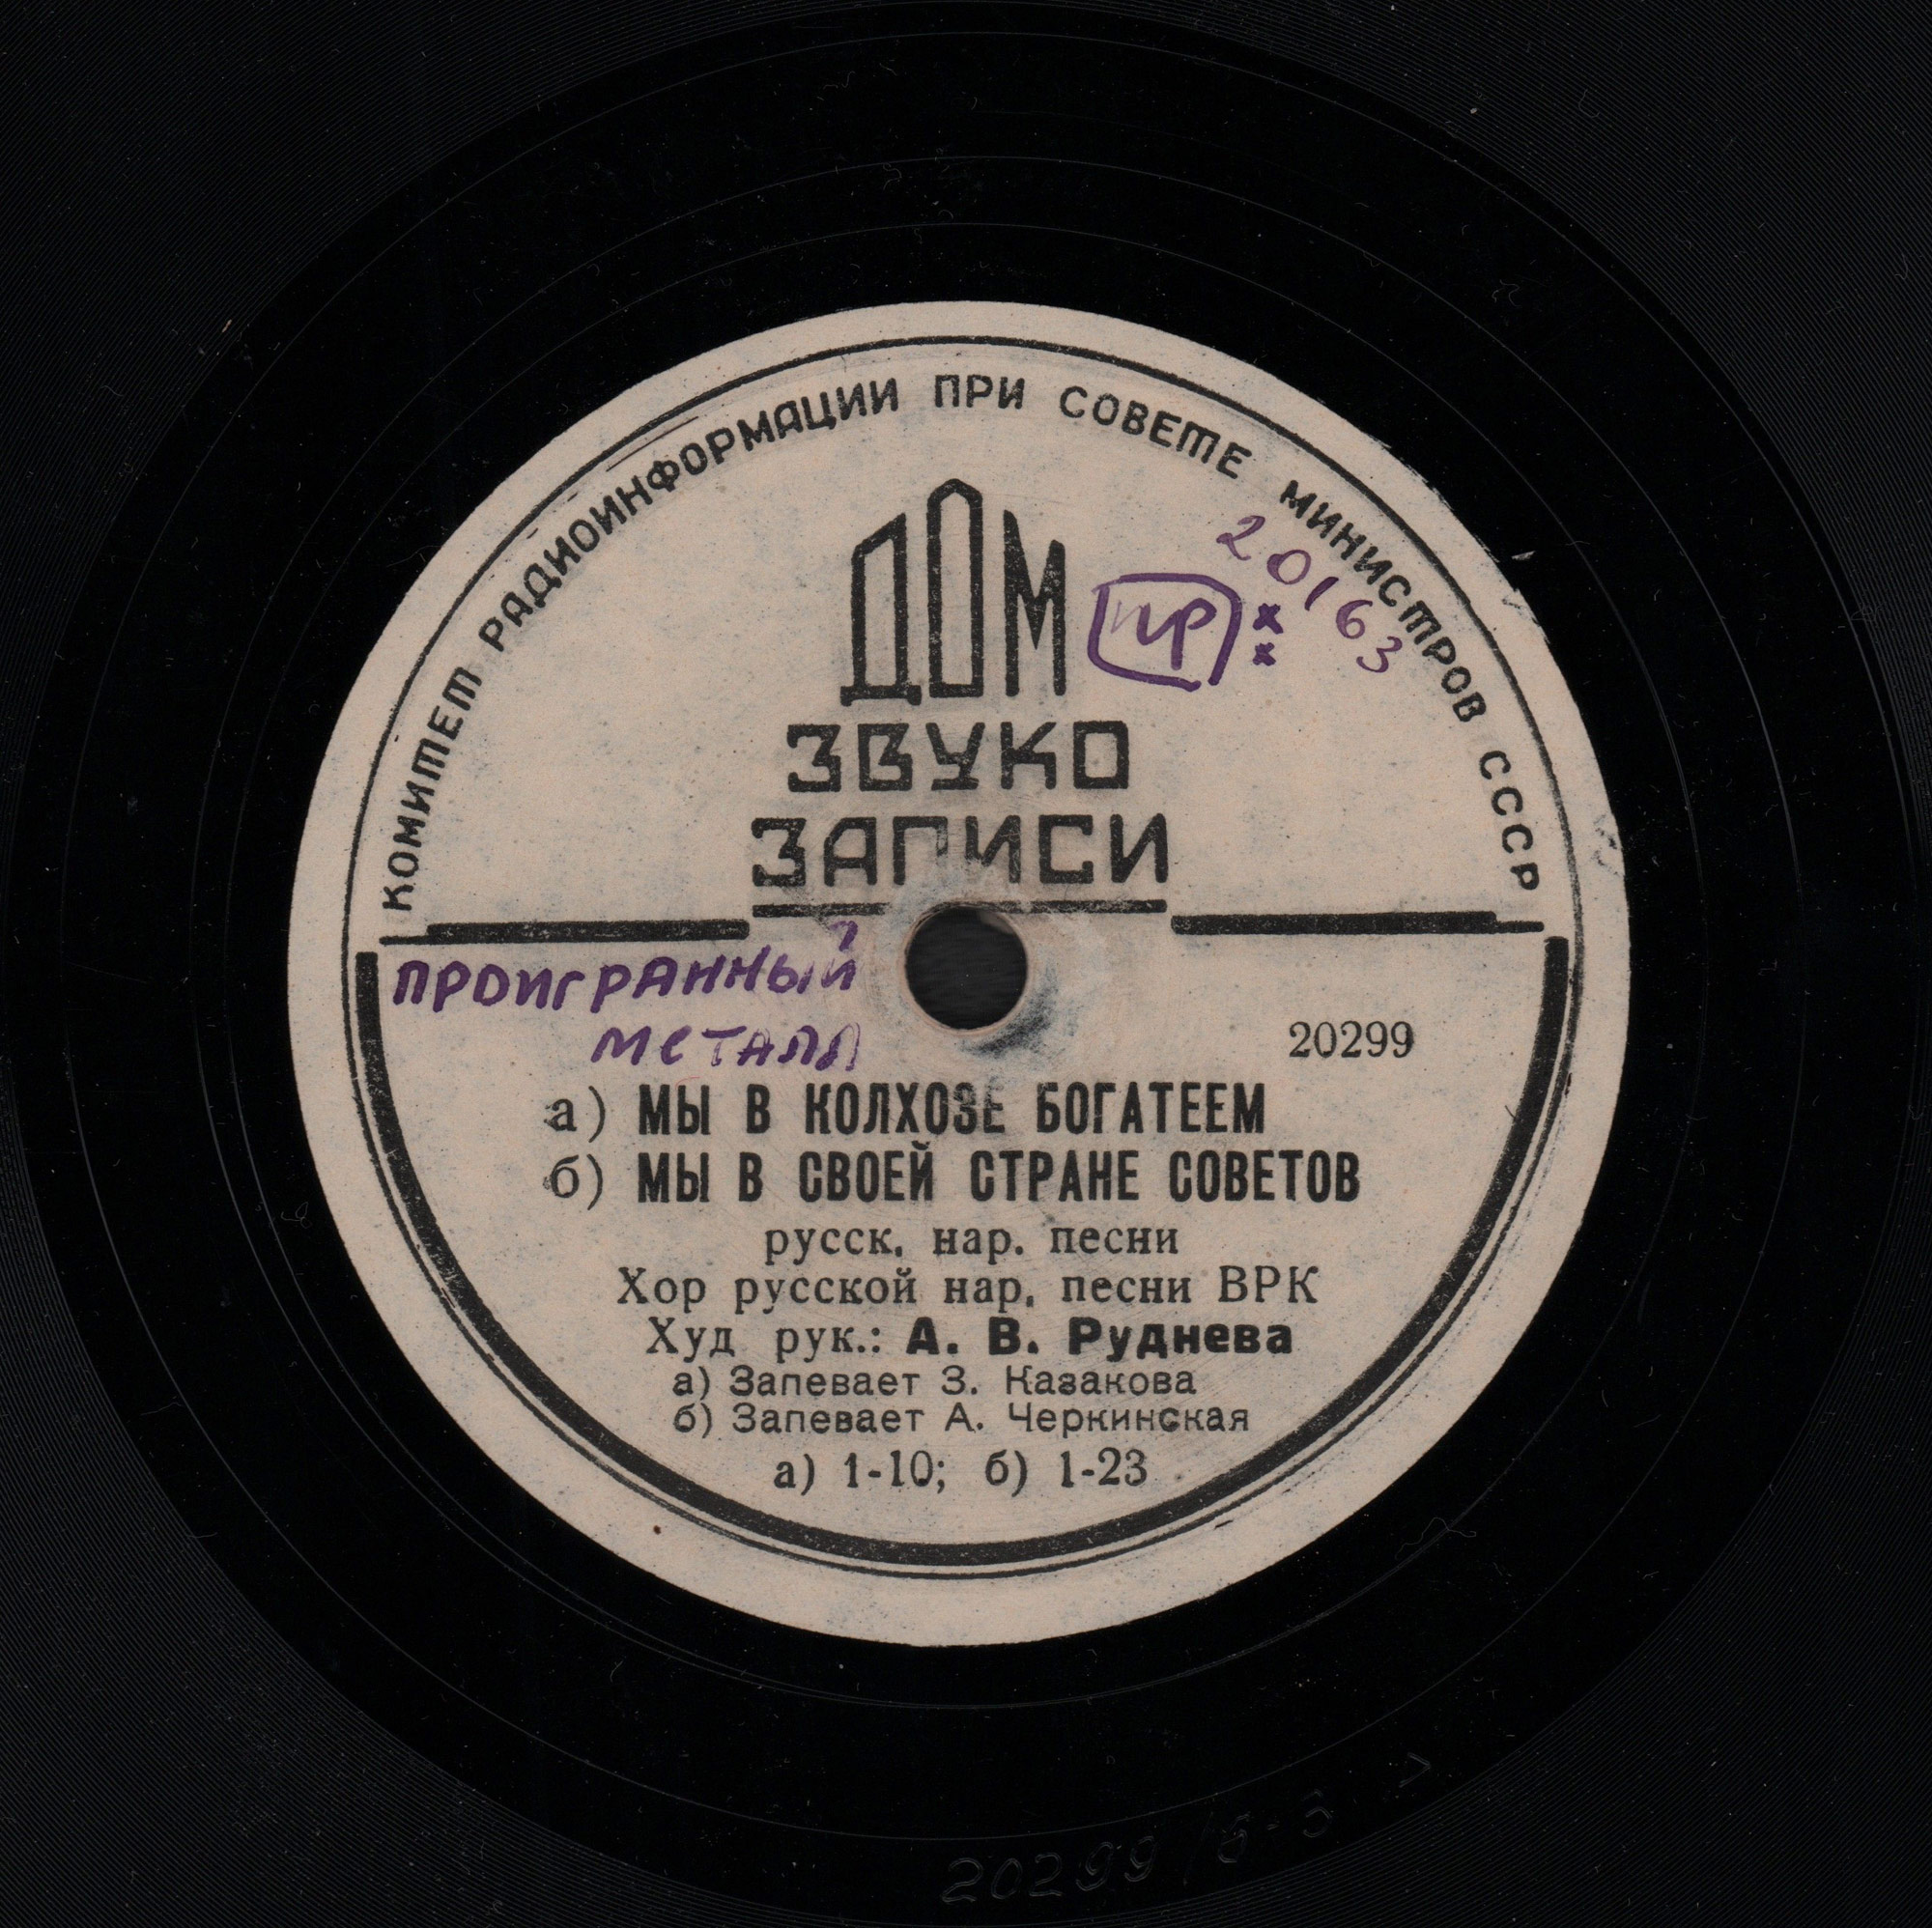 КОМИТЕТ РАДИОИНФОРМАЦИИ ПРИ СОВЕТЕ МИНИСТРОВ СССР
ДОМ
ЗВУКО
ЗАПИСИ
20163
ПРОИГРАННЫЙ
МЕТАЛЛ
20299
а) МЫ В КОЛХОЗЕ БОГАТЕЕМ
б) МЫ В СВОЕЙ СТРАНЕ СОВЕТОВ
русск. нар. песни
Хор русской нар. песни ВРК
Худ рук.: А. В. Руднева
а) Запевает З. Казакова
б) Запевает А. Черкинская
а) 1-10; б) 1-23
20299